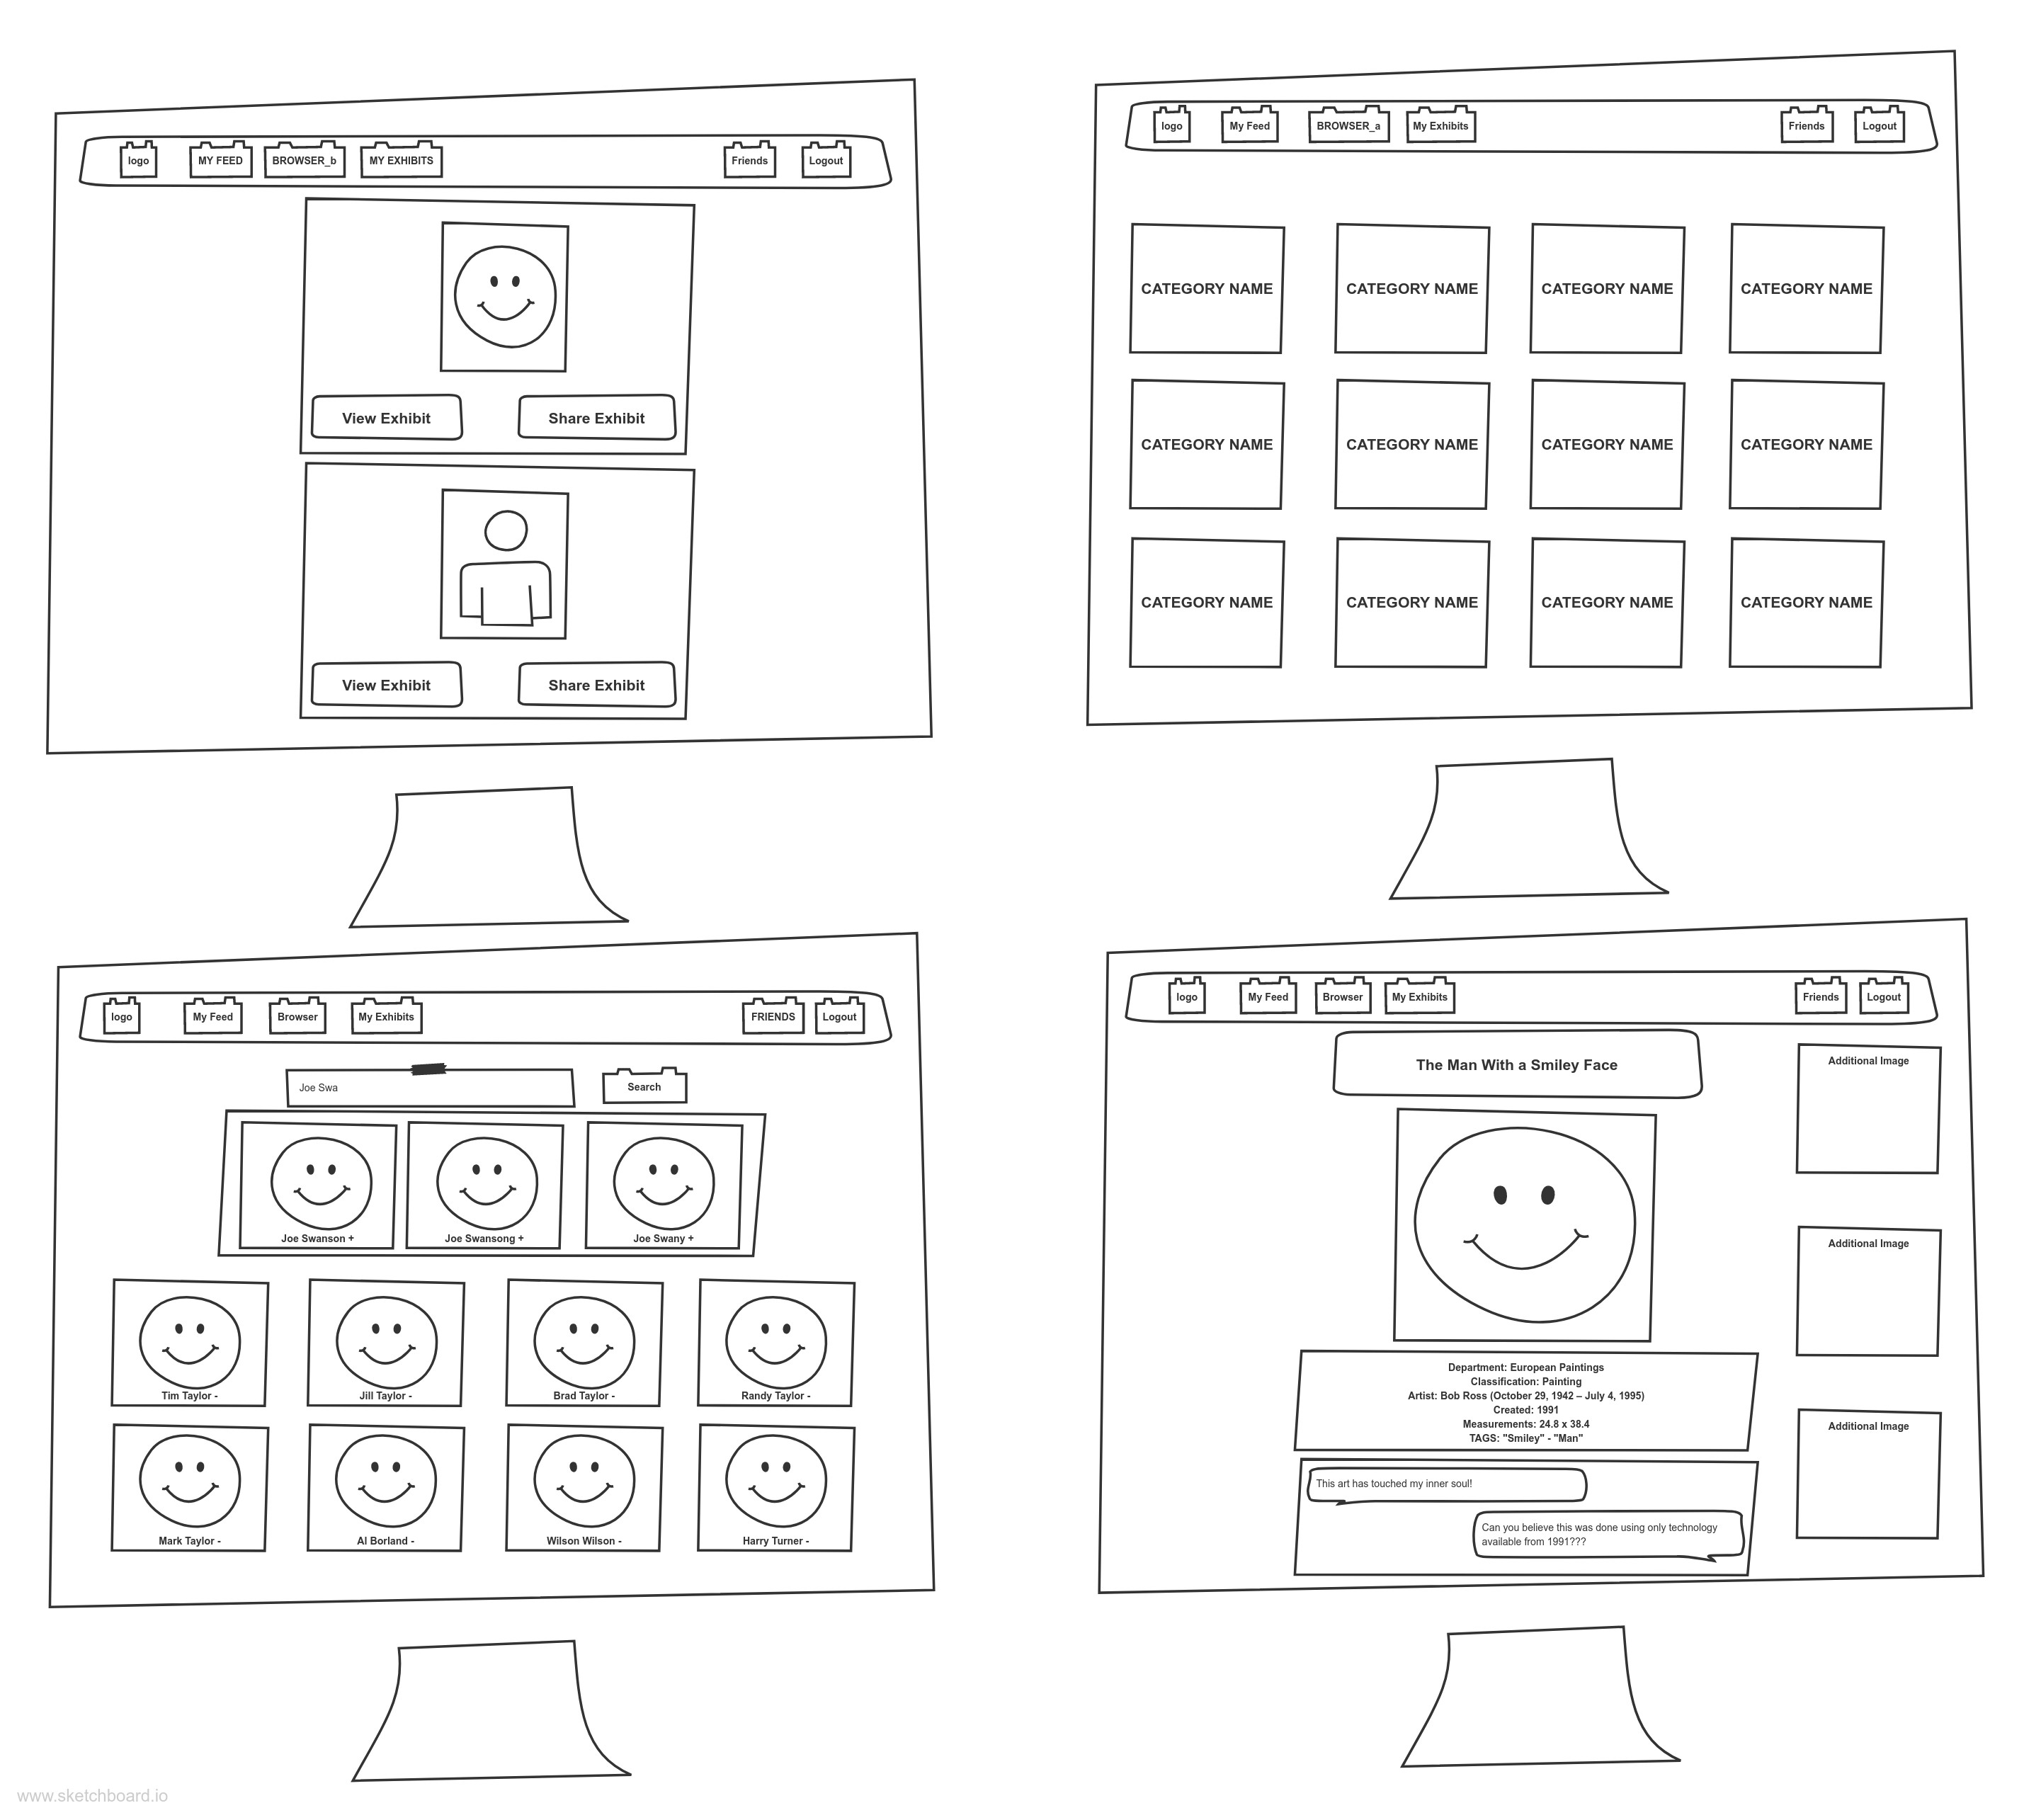 logo
MY FEED
BROWSER_b
MY EXHIBITS
Friends
Logout
View Exhibit
Share Exhibit
View Exhibit
Share Exhibit
logo
My Feed
BROWSER_a
My Exhibits
Friends
Logout
CATEGORY NAME
CATEGORY NAME
CATEGORY NAME
CATEGORY NAME
CATEGORY NAME
CATEGORY NAME
CATEGORY NAME
CATEGORY NAME
CATEGORY NAME
CATEGORY NAME
CATEGORY NAME
CATEGORY NAME
logo
My Feed
Browser
My Exhibits
FRIENDS
Logout
Joe Swa
Search
Joe Swanson +
Joe Swansong +
Joe Swany +
Tim Taylor -
Jill Taylor -
Brad Taylor -
Randy Taylor -
Mark Taylor -
Al Borland -
Wilson Wilson -
Harry Turner -
logo
My Feed
Browser
My Exhibits
Friends
Logout
The Man With a Smiley Face
Additional Image
Additional Image
Additional Image
Department: European Paintings
Classification: Painting
Artist: Bob Ross (October 29, 1942 – July 4, 1995)
Created: 1991
Measurements: 24.8 x 38.4
TAGS: "Smiley" - "Man"
This art has touched my inner soul!
Can you believe this was done using only technology
available from 1991???
www.sketchboard.io